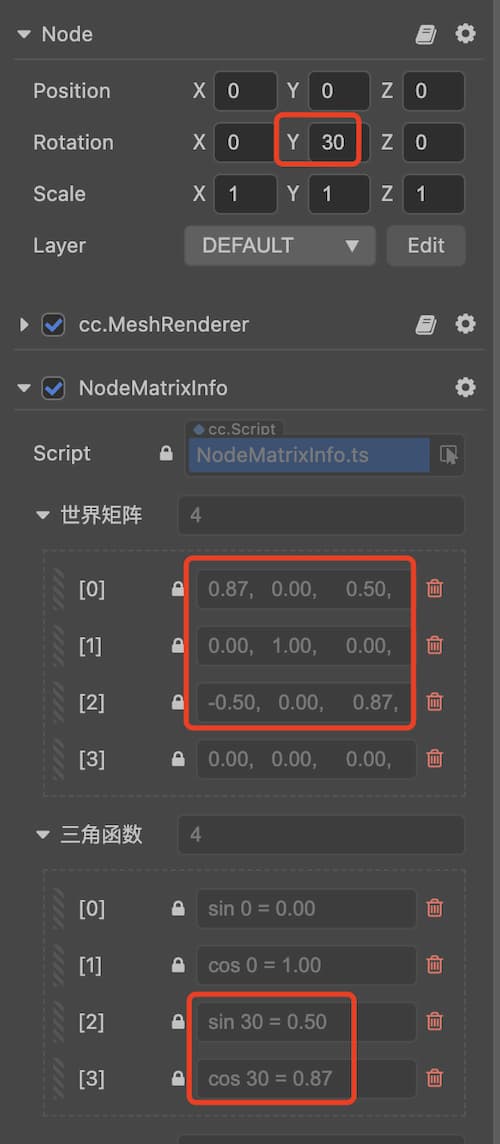 Node
Position X 0 Y 0 Z 0
Rotation X 0 Y 30 Z 0
Scale X 1 Y 1 Z 1
Layer DEFAULT Edit
cc.MeshRenderer
NodeMatrixInfo
cc.Script
Script NodeMatrixInfo.ts
世界矩阵 4
[0] 0.87, 0.00, 0.50,
[1] 0.00, 1.00, 0.00,
[2] -0.50, 0.00, 0.87,
[3] 0.00, 0.00, 0.00,
三角函数 4
[0] sin 0 = 0.00
[1] cos 0 = 1.00
[2] sin 30 = 0.50
[3] cos 30 = 0.87